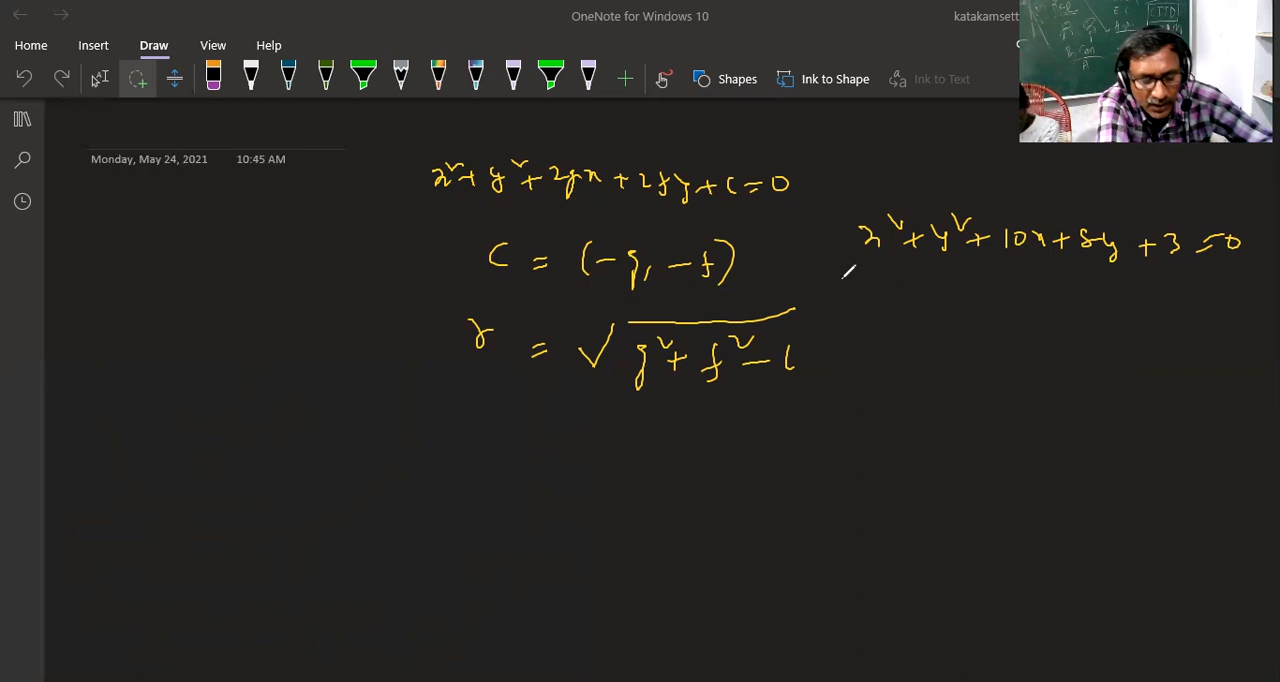 OneNote for Windows 10
katakamsett
Home Insert Draw View Help
Shapes Ink to Shape Ink to Text
Monday, May 24, 2021 10:45 AM
x² + y² + 2gx + 2fy + c = 0
x² + y² + 10x + 8y + 3 = 0
C = (-g, -f)
r = √g² + f² - c